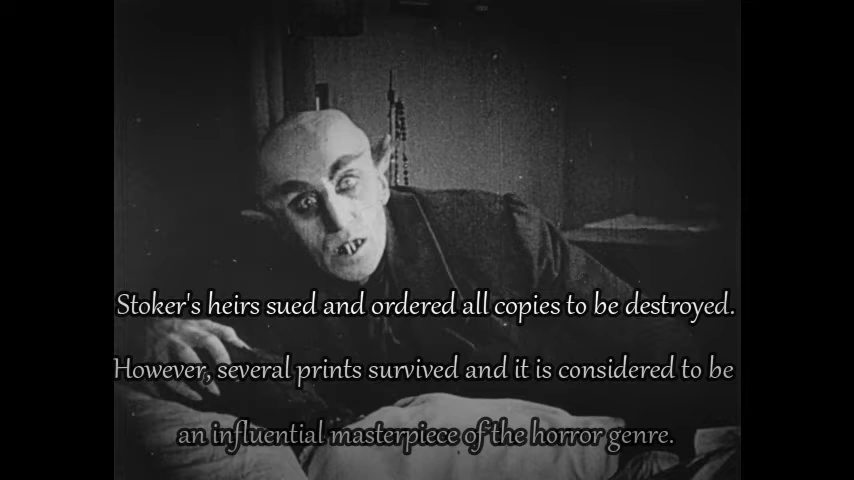 Stoker's heirs sued and ordered all copies to be destroyed.
However, several prints survived and it is considered to be
an influential masterpiece of the horror genre.